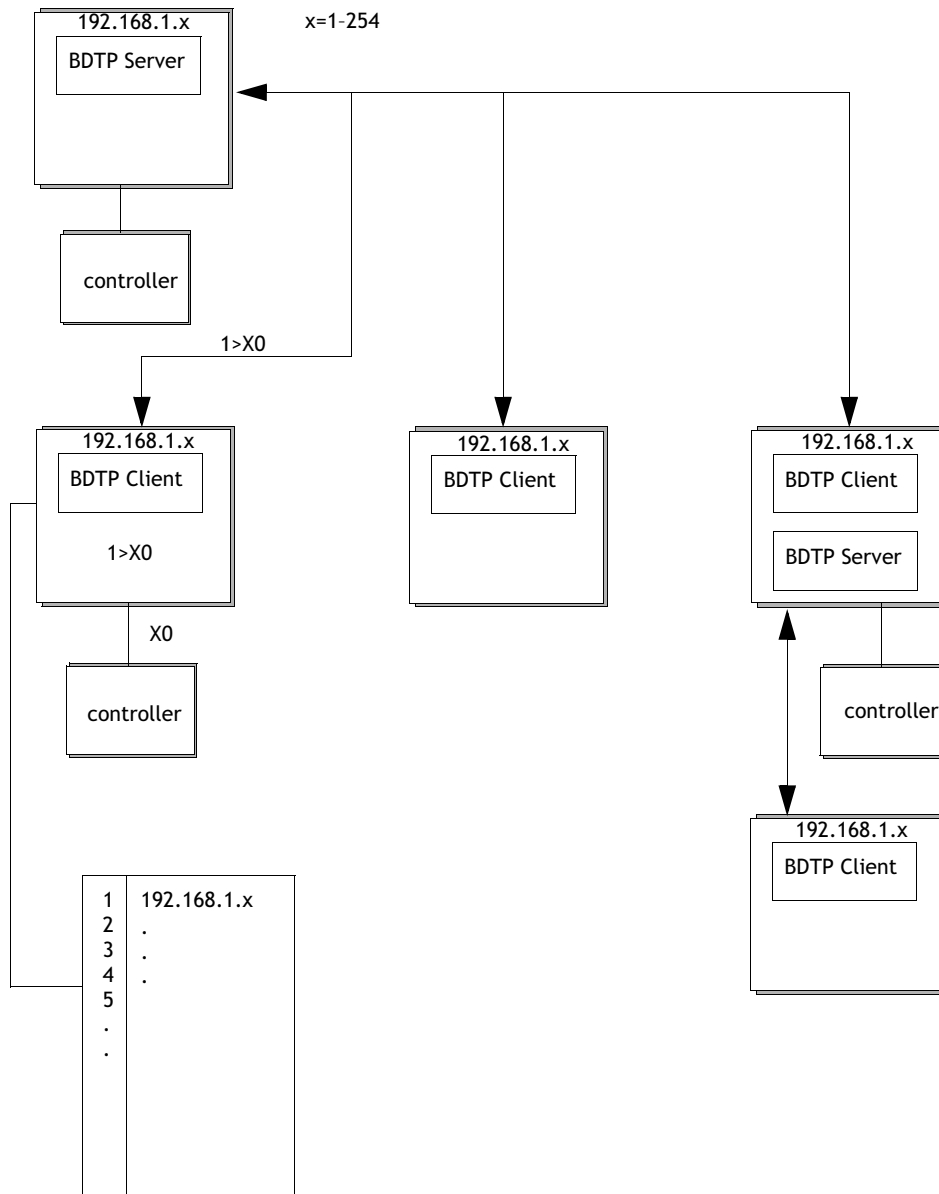 192.168.1.x
x=1-254
BDTP Server
controller
1>X0
192.168.1.x
BDTP Client
1>X0
X0
controller
192.168.1.x
BDTP Client
192.168.1.x
BDTP Client
BDTP Server
controller
192.168.1.x
BDTP Client
1 192.168.1.x
2 .
3 .
4 .
5
.
.